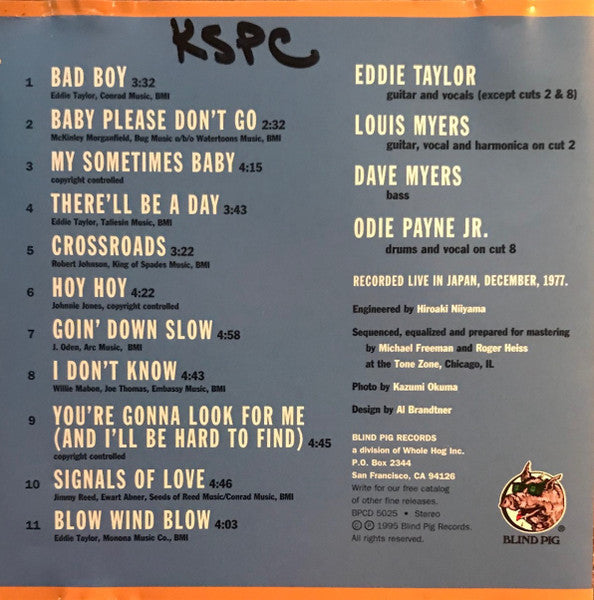 KSPC
1 BAD BOY 3:32
Eddie Taylor, Conrad Music, BMI
2 BABY PLEASE DON'T GO 2:32
McKinley Morganfield, Bug Music o/b/o Watertoons Music, BMI
3 MY SOMETIMES BABY 4:15
copyright controlled
4 THERE'LL BE A DAY 3:43
Eddie Taylor, Taliesin Music, BMI
5 CROSSROADS 3:22
Robert Johnson, King of Spades Music, BMI
6 HOY HOY 4:22
Johnnie Jones, copyright controlled
7 GOIN' DOWN SLOW 4:58
J. Oden, Arc Music, BMI
8 I DON'T KNOW 4:43
Willie Mabon, Joe Thomas, Embassy Music, BMI
9 YOU'RE GONNA LOOK FOR ME
(AND I'LL BE HARD TO FIND) 4:45
copyright controlled
10 SIGNALS OF LOVE 4:46
Jimmy Reed, Ewart Abner, Seeds of Reed Music/Conrad Music, BMI
11 BLOW WIND BLOW 4:03
Eddie Taylor, Monona Music Co., BMI
EDDIE TAYLOR
guitar and vocals (except cuts 2 & 8)
LOUIS MYERS
guitar, vocal and harmonica on cut 2
DAVE MYERS
bass
ODIE PAYNE JR.
drums and vocal on cut 8
RECORDED LIVE IN JAPAN, DECEMBER, 1977.
Engineered by Hiroaki Niiyama
Sequenced, equalized and prepared for mastering
by Michael Freeman and Roger Heiss
at the Tone Zone, Chicago, IL
Photo by Kazumi Okuma
Design by Al Brandtner
BLIND PIG RECORDS
a division of Whole Hog Inc.
P.O. Box 2344
San Francisco, CA 94126
Write for our free catalog
of other fine releases.
BPCD 5025 • Stereo
© ℗ 1995 Blind Pig Records.
All rights reserved.
BLIND PIG ®